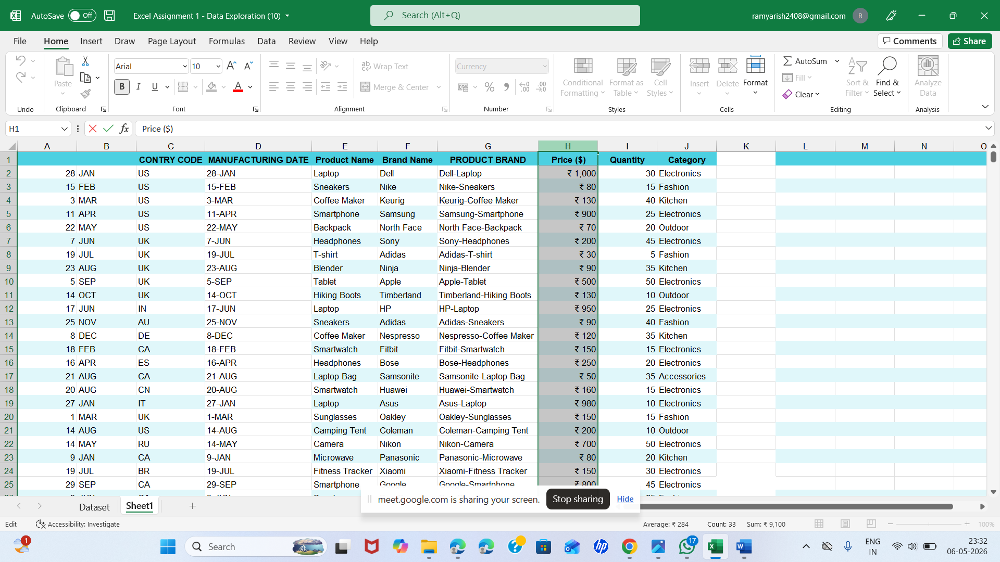 AutoSave Off Excel Assignment 1 - Data Exploration (10) Search (Alt+Q) ramyarish2408@gmail.com R
File Home Insert Draw Page Layout Formulas Data Review View Help Comments Share
Arial 10 Wrap Text Currency AutoSum
Paste Merge & Center Conditional Formatting Format as Table Cell Styles Insert Delete Format Fill Clear Sort & Filter Find & Select Analyze Data
Undo Clipboard Font Alignment Number Styles Cells Editing Analysis
H1 fx Price ($)
A B C D E F G H I J K L M N O
1 CONTRY CODE MANUFACTURING DATE Product Name Brand Name PRODUCT BRAND Price ($) Quantity Category
2 28 JAN US 28-JAN Laptop Dell Dell-Laptop ₹ 1,000 30 Electronics
3 15 FEB US 15-FEB Sneakers Nike Nike-Sneakers ₹ 80 15 Fashion
4 3 MAR US 3-MAR Coffee Maker Keurig Keurig-Coffee Maker ₹ 130 40 Kitchen
5 11 APR US 11-APR Smartphone Samsung Samsung-Smartphone ₹ 900 25 Electronics
6 22 MAY US 22-MAY Backpack North Face North Face-Backpack ₹ 70 20 Outdoor
7 7 JUN UK 7-JUN Headphones Sony Sony-Headphones ₹ 200 45 Electronics
8 19 JUL UK 19-JUL T-shirt Adidas Adidas-T-shirt ₹ 30 5 Fashion
9 23 AUG UK 23-AUG Blender Ninja Ninja-Blender ₹ 90 35 Kitchen
10 5 SEP UK 5-SEP Tablet Apple Apple-Tablet ₹ 500 50 Electronics
11 14 OCT UK 14-OCT Hiking Boots Timberland Timberland-Hiking Boots ₹ 130 10 Outdoor
12 17 JUN IN 17-JUN Laptop HP HP-Laptop ₹ 950 25 Electronics
13 25 NOV AU 25-NOV Sneakers Adidas Adidas-Sneakers ₹ 90 40 Fashion
14 8 DEC DE 8-DEC Coffee Maker Nespresso Nespresso-Coffee Maker ₹ 120 35 Kitchen
15 18 FEB CA 18-FEB Smartwatch Fitbit Fitbit-Smartwatch ₹ 150 15 Electronics
16 16 APR ES 16-APR Headphones Bose Bose-Headphones ₹ 250 20 Electronics
17 21 AUG CA 21-AUG Laptop Bag Samsonite Samsonite-Laptop Bag ₹ 50 35 Accessories
18 20 AUG CN 20-AUG Smartwatch Huawei Huawei-Smartwatch ₹ 160 15 Electronics
19 27 JAN IT 27-JAN Laptop Asus Asus-Laptop ₹ 980 10 Electronics
20 1 MAR UK 1-MAR Sunglasses Oakley Oakley-Sunglasses ₹ 150 15 Fashion
21 14 AUG US 14-AUG Camping Tent Coleman Coleman-Camping Tent ₹ 200 10 Outdoor
22 14 MAY RU 14-MAY Camera Nikon Nikon-Camera ₹ 700 50 Electronics
23 9 JAN CA 9-JAN Microwave Panasonic Panasonic-Microwave ₹ 80 20 Kitchen
24 19 JUL BR 19-JUL Fitness Tracker Xiaomi Xiaomi-Fitness Tracker ₹ 150 30 Electronics
25 29 SEP CA 29-SEP Smartphone Google Google-Smartphone ₹ 800 45 Electronics
meet.google.com is sharing your screen. Stop sharing Hide
Dataset Sheet1
Edit Accessibility: Investigate Average: ₹ 284 Count: 33 Sum: ₹ 9,100 100%
1 Search hp 17 ENG IN 23:32 06-05-2026